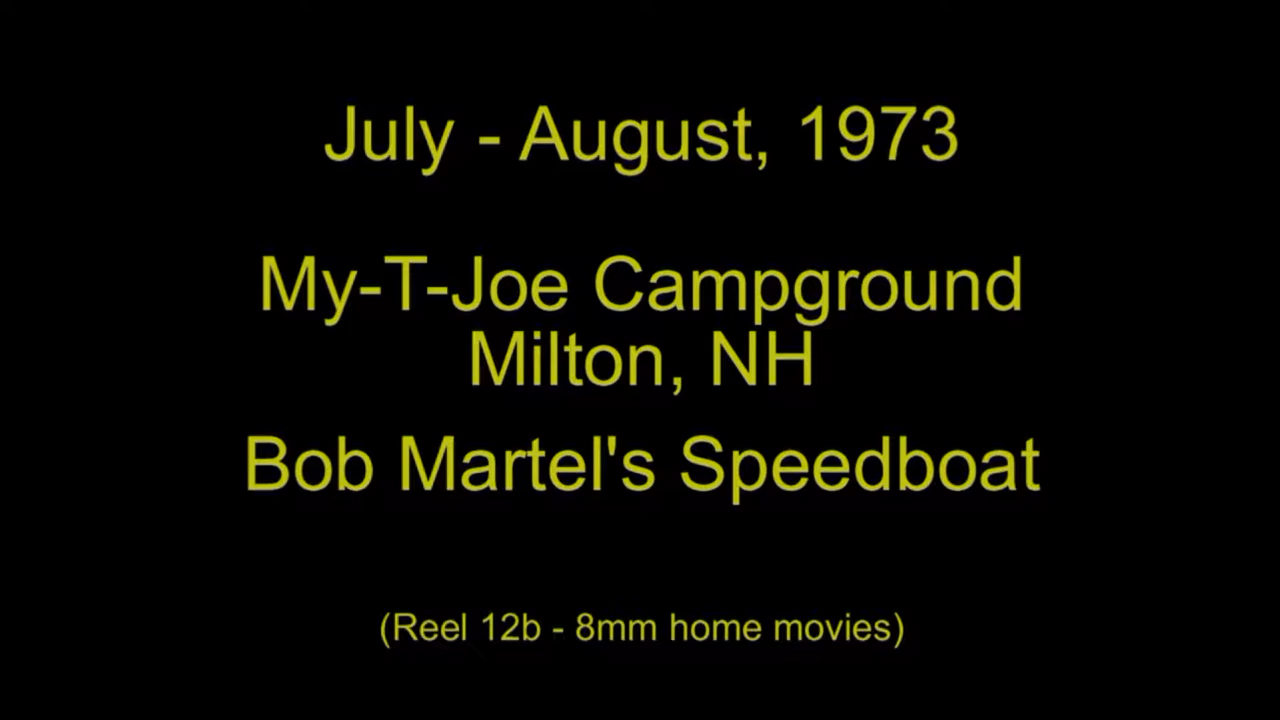 July - August, 1973
My-T-Joe Campground
Milton, NH
Bob Martel's Speedboat
(Reel 12b - 8mm home movies)